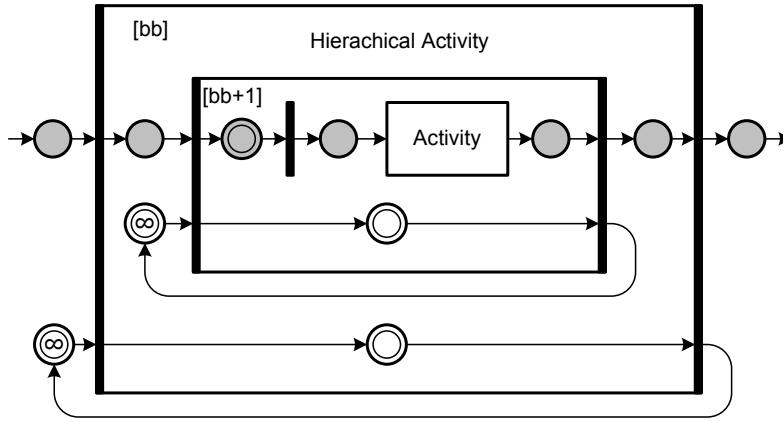 [bb]
Hierachical Activity
[bb+1]
Activity
∞
∞